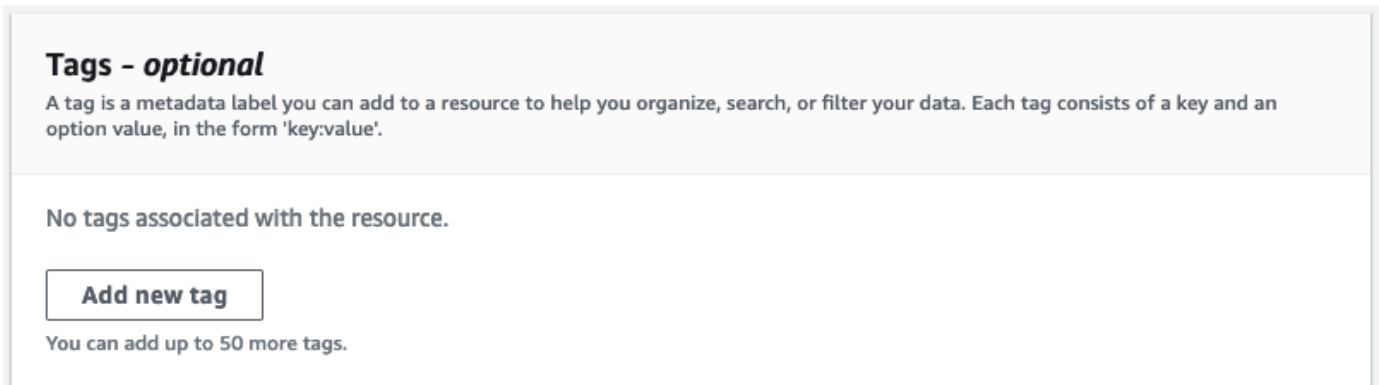 Tags - optional
A tag is a metadata label you can add to a resource to help you organize, search, or filter your data. Each tag consists of a key and an
option value, in the form 'key:value'.
No tags associated with the resource.
Add new tag
You can add up to 50 more tags.